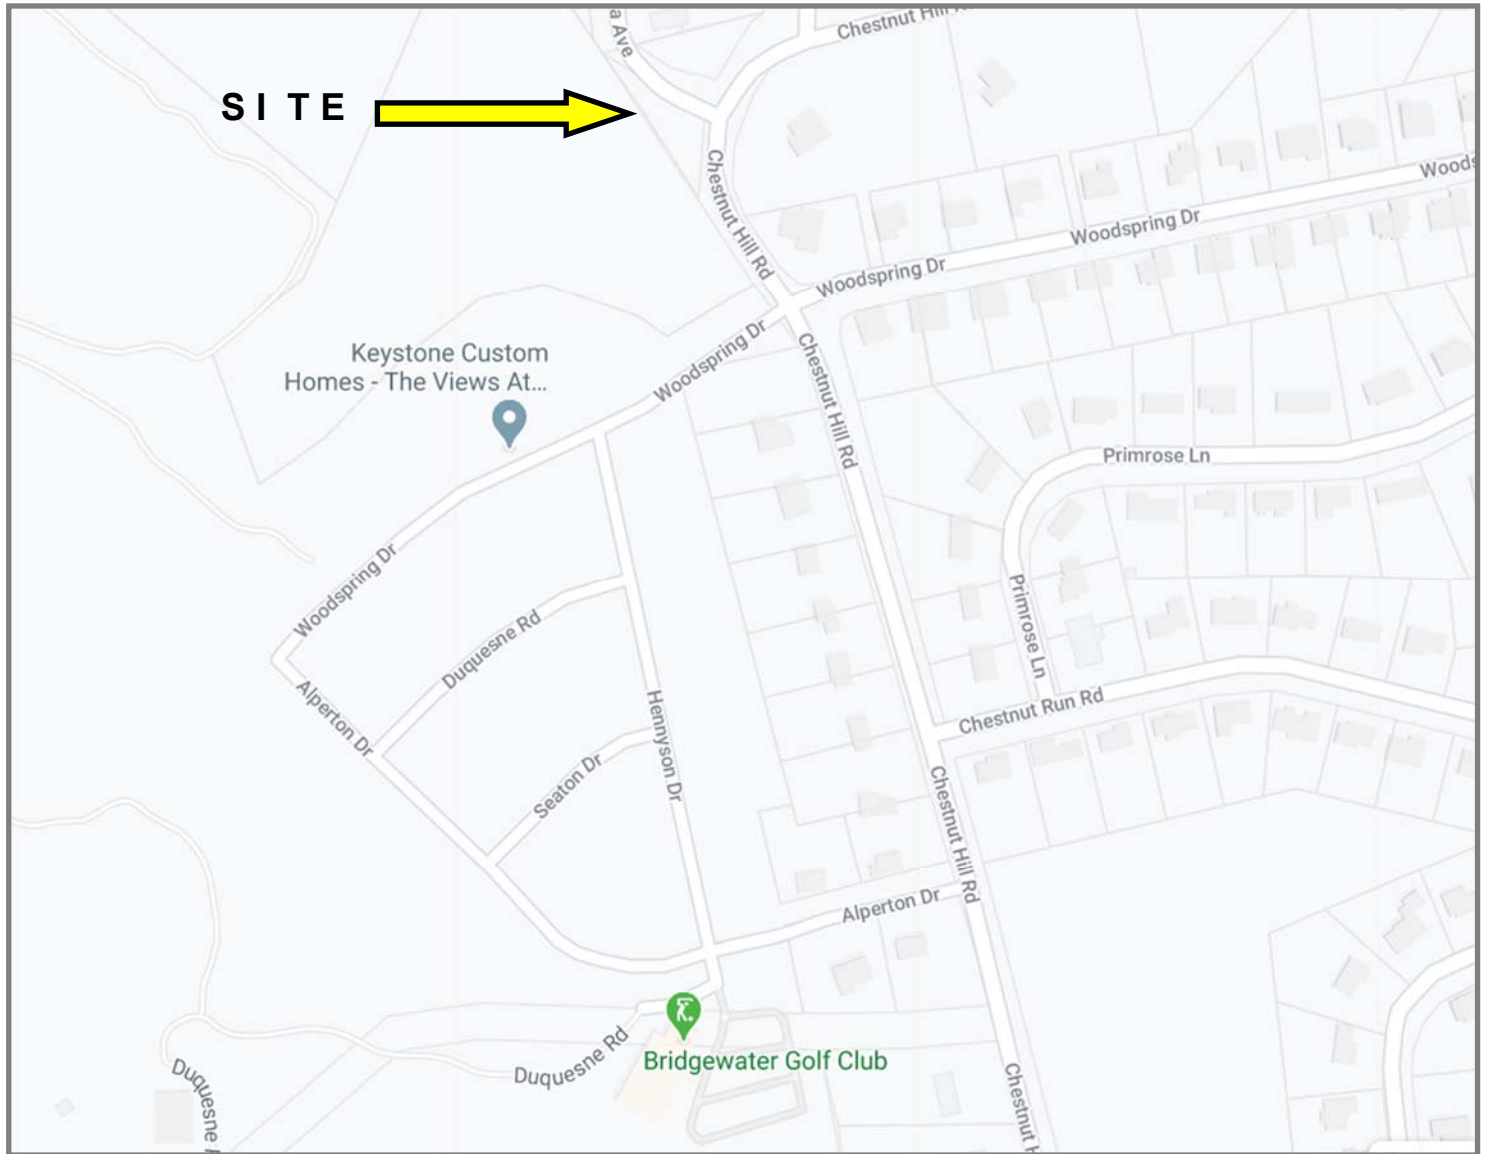 a Ave
Chestnut Hill R
SITE
Chestnut Hill Rd
Woods
Woodspring Dr
Woodspring Dr
Woodspring Dr
Keystone Custom
Homes - The Views At...
Chestnut Hill Rd
Primrose Ln
Woodspring Dr
Primrose Ln
Duquesne Rd
Alperton Dr
Hennyson Dr
Chestnut Run Rd
Seaton Dr
Chestnut Hill Rd
Alperton Dr
Duquesne Rd
Bridgewater Golf Club
Duquesne
Chestnut H